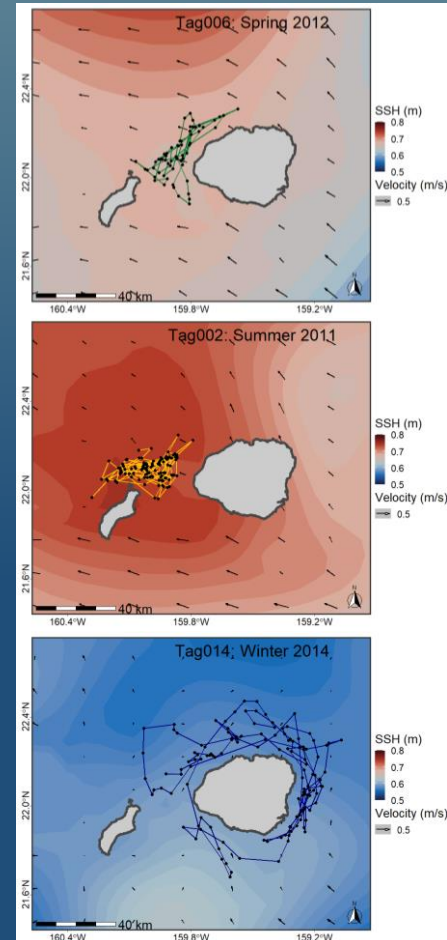 Tag006: Spring 2012
22.4°N
22.0°N
21.6°N
160.4°W
159.8°W
159.2°W
40 km
N
SSH (m)
0.8
0.7
0.6
0.5
Velocity (m/s)
0.5
Tag002: Summer 2011
22.4°N
22.0°N
21.6°N
160.4°W
159.8°W
159.2°W
40 km
N
SSH (m)
0.8
0.7
0.6
0.5
Velocity (m/s)
0.5
Tag014: Winter 2014
22.4°N
22.0°N
21.6°N
160.4°W
159.8°W
159.2°W
40 km
N
SSH (m)
0.8
0.7
0.6
0.5
Velocity (m/s)
0.5